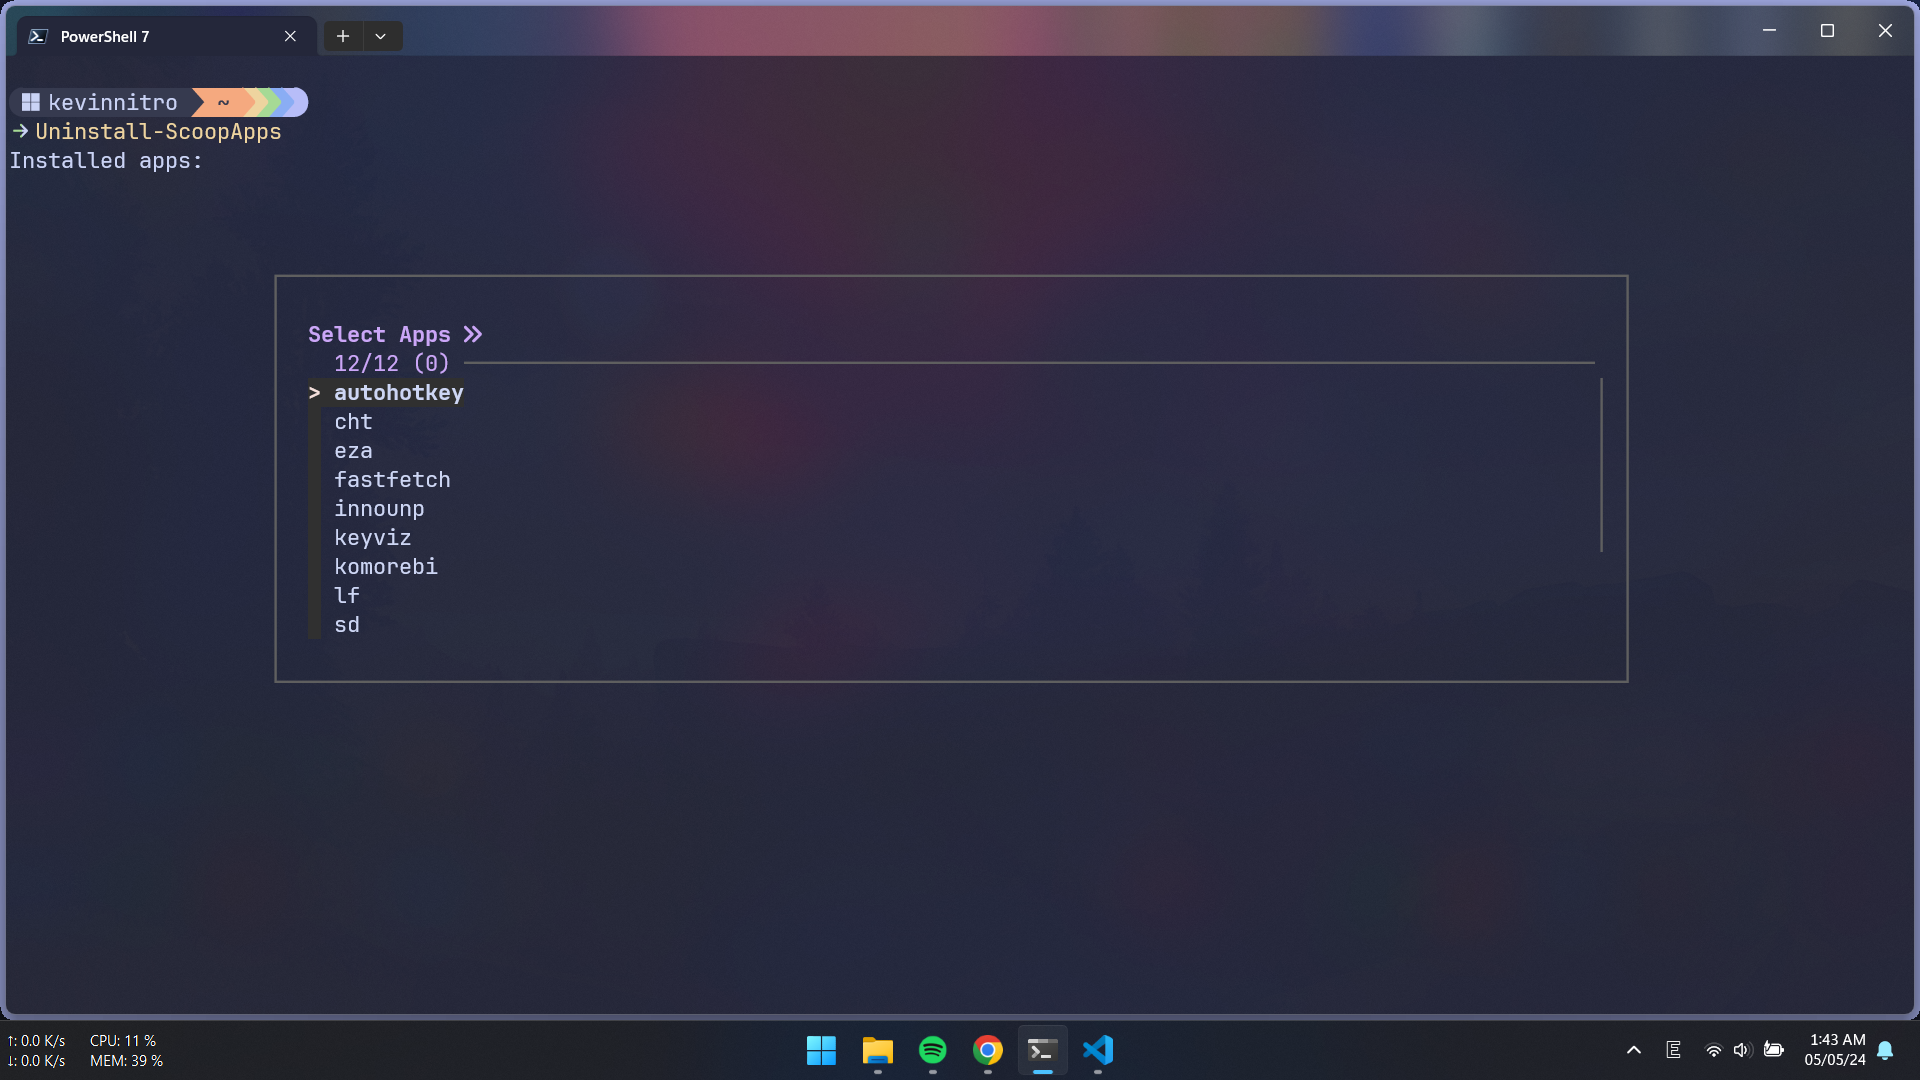 PowerShell 7
kevinnitro ~
→ Uninstall-ScoopApps
Installed apps:
Select Apps »
12/12 (0)
> autohotkey
cht
eza
fastfetch
innounp
keyviz
komorebi
lf
sd
↑: 0.0 K/s CPU: 11 %
↓: 0.0 K/s MEM: 39 %
E
1:43 AM
05/05/24